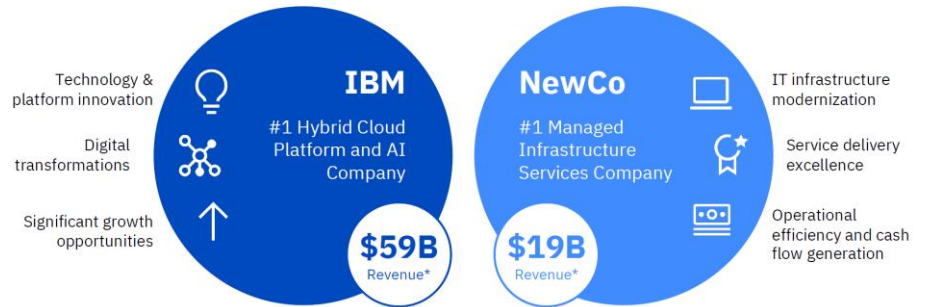 Technology &
platform innovation
Digital
transformations
Significant growth
opportunities
IBM
#1 Hybrid Cloud
Platform and AI
Company
$59B
Revenue*
NewCo
#1 Managed
Infrastructure
Services Company
$19B
Revenue*
IT infrastructure
modernization
Service delivery
excellence
Operational
efficiency and cash
flow generation